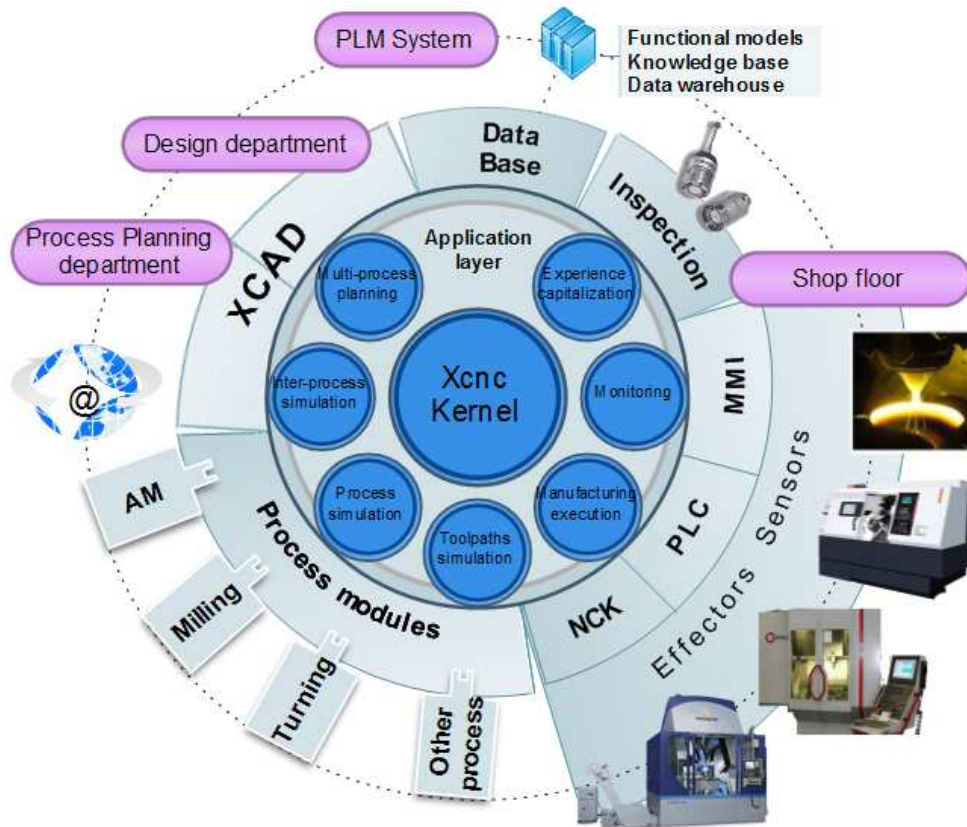 PLM System
Functional models
Knowledge base
Data warehouse
Design department
Data
Base
Inspection
Process Planning
department
XCAD
Application
layer
Shop floor
Multi-process
planning
Experience
capitalization
@
Inter-process
simulation
Xcnc
Kernel
Monitoring
MMI
Process
simulation
Toolpaths
simulation
Manufacturing
execution
PLC
NCK
Effectors Sensors
Process modules
AM
Milling
Turning
Other
process